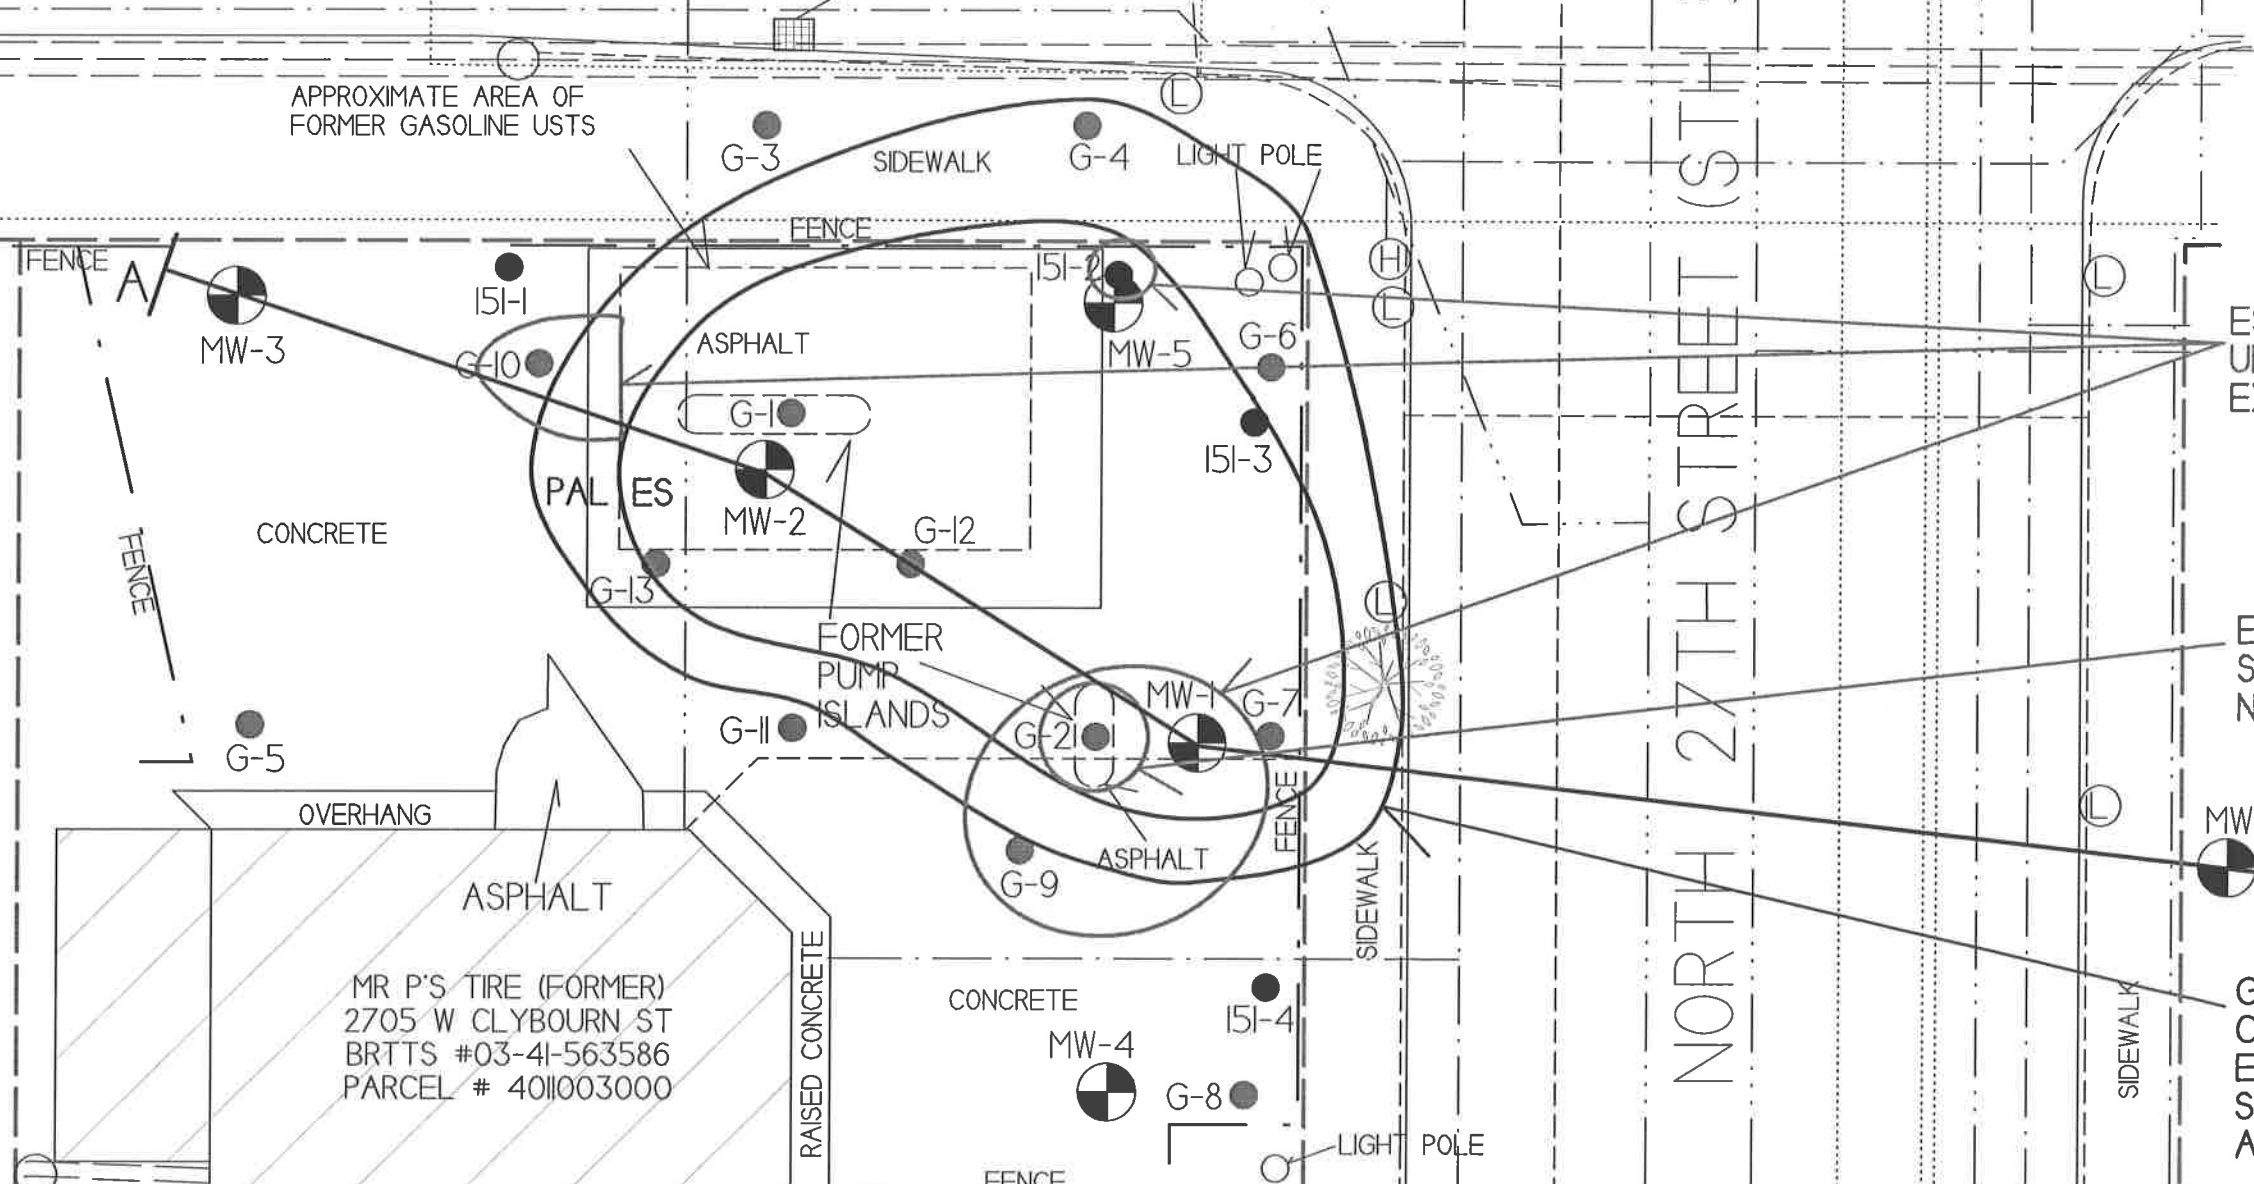 APPROXIMATE AREA OF
FORMER GASOLINE USTS
G-3
SIDEWALK
G-4
L
LIGHT POLE
FENCE
FENCE
A
MW-3
151-1
151-2
H
L
L
G-10
ASPHALT
MW-5
G-6
G-1
151-3
PAL
ES
MW-2
CONCRETE
FENCE
G-12
G-13
L
FORMER
PUMP
ISLANDS
MW-1
G-7
G-2
G-11
G-5
OVERHANG
FENCE
L
MW
ASPHALT
G-9
ASPHALT
SIDEWALK
NORTH 27TH STREET (STH
MR P'S TIRE (FORMER)
2705 W CLYBOURN ST
BRTTS #03-41-563586
PARCEL # 4011003000
RAISED CONCRETE
CONCRETE
151-4
MW-4
G-8
SIDEWALK
LIGHT POLE
FENCE